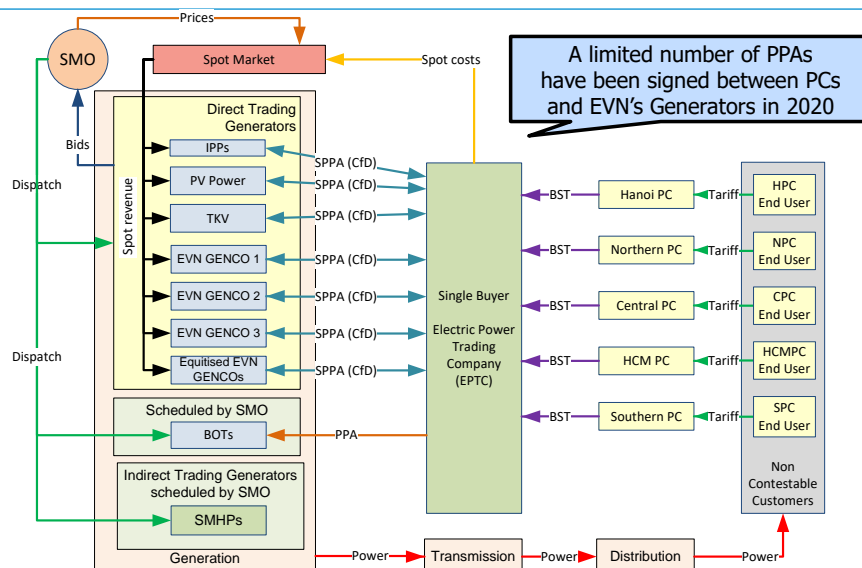 Prices
SMO
Spot Market
Spot costs
A limited number of PPAs
have been signed between PCs
and EVN's Generators in 2020
Bids
Dispatch
Direct Trading
Generators
Spot revenue
IPPs
PV Power
TKV
EVN GENCO 1
EVN GENCO 2
EVN GENCO 3
Equitised EVN
GENCOs
SPPA (CfD)
SPPA (CfD)
SPPA (CfD)
SPPA (CfD)
SPPA (CfD)
SPPA (CfD)
SPPA (CfD)
Single Buyer
Electric Power
Trading
Company
(EPTC)
BST
Hanoi PC
Tariff
HPC
End User
BST
Northern PC
Tariff
NPC
End User
BST
Central PC
Tariff
CPC
End User
BST
HCM PC
Tariff
HCMPC
End User
BST
Southern PC
Tariff
SPC
End User
Non
Contestable
Customers
Dispatch
Scheduled by SMO
BOTs
PPA
Indirect Trading Generators
scheduled by SMO
SMHPs
Generation
Power
Transmission
Power
Distribution
Power